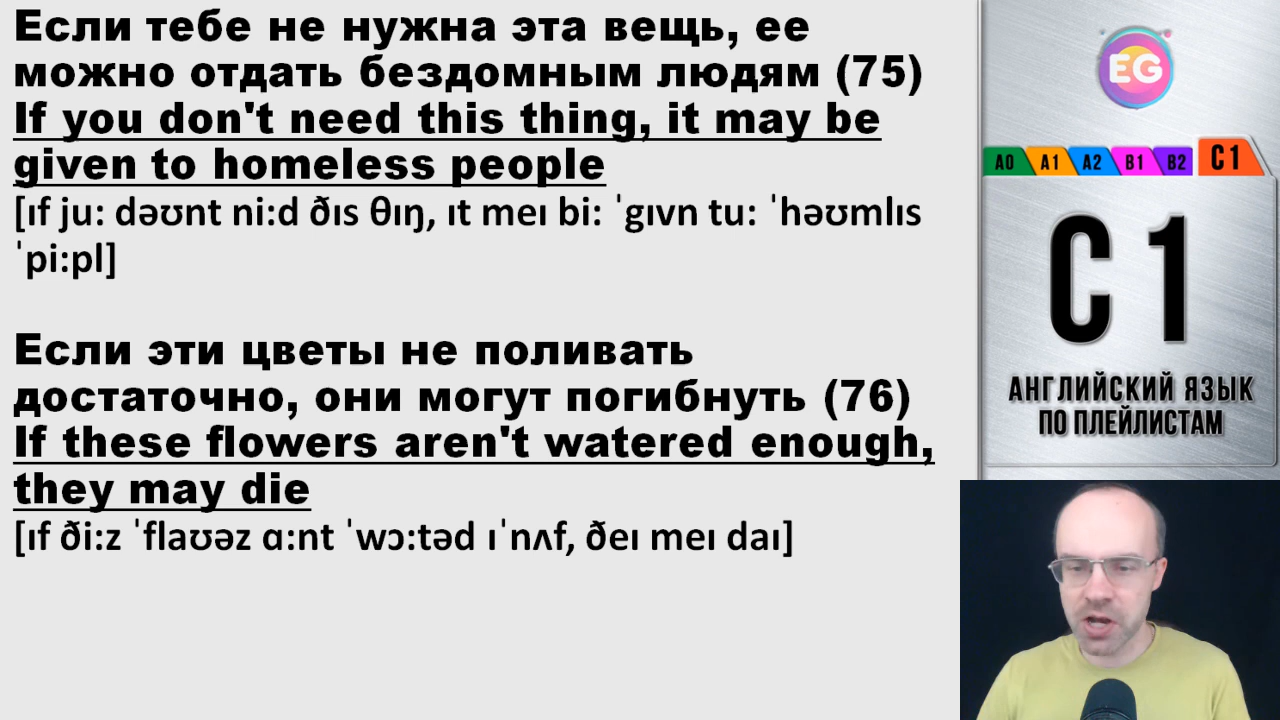 Если тебе не нужна эта вещь, ее
можно отдать бездомным людям (75)
If you don't need this thing, it may be
given to homeless people
[ɪf ju: dəʊnt ni:d ðɪs θɪŋ, ɪt meɪ bi: ˈgɪvn tu: ˈhəʊmlɪs
ˈpi:pl]
Если эти цветы не поливать
достаточно, они могут погибнуть (76)
If these flowers aren't watered enough,
they may die
[ɪf ði:z ˈflaʊəz ɑ:nt ˈwɔ:təd ɪˈnʌf, ðeɪ meɪ daɪ]
EG
A0 A1 A2 B1 B2 C1
C1
АНГЛИЙСКИЙ ЯЗЫК
ПО ПЛЕЙЛИСТАМ